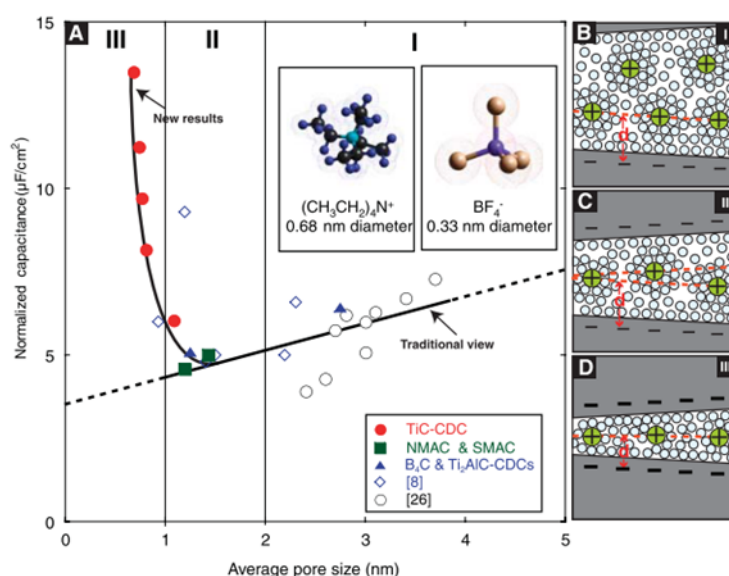 15
10
5
0
Normalized capacitance(µF/cm²)
A
III
II
I
New results
(CH₃CH₂)₄N⁺
0.68 nm diameter
BF₄⁻
0.33 nm diameter
Traditional view
TiC-CDC
NMAC & SMAC
B₄C & Ti₂AlC-CDCs
[8]
[26]
0 1 2 3 4 5
Average pore size (nm)
B
I
d
C
II
d
D
III
d